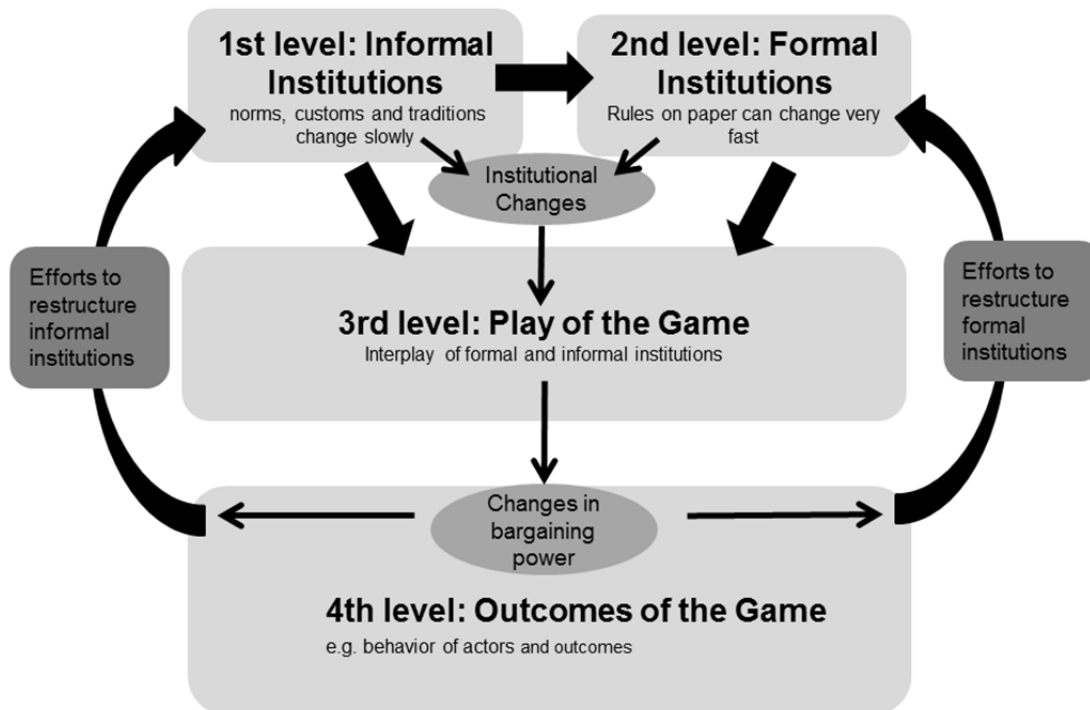 1st level: Informal
Institutions
norms, customs and traditions
change slowly
2nd level: Formal
Institutions
Rules on paper can change very
fast
Institutional
Changes
Efforts to
restructure
informal
institutions
Efforts to
restructure
formal
institutions
3rd level: Play of the Game
Interplay of formal and informal institutions
Changes in
bargaining
power
4th level: Outcomes of the Game
e.g. behavior of actors and outcomes